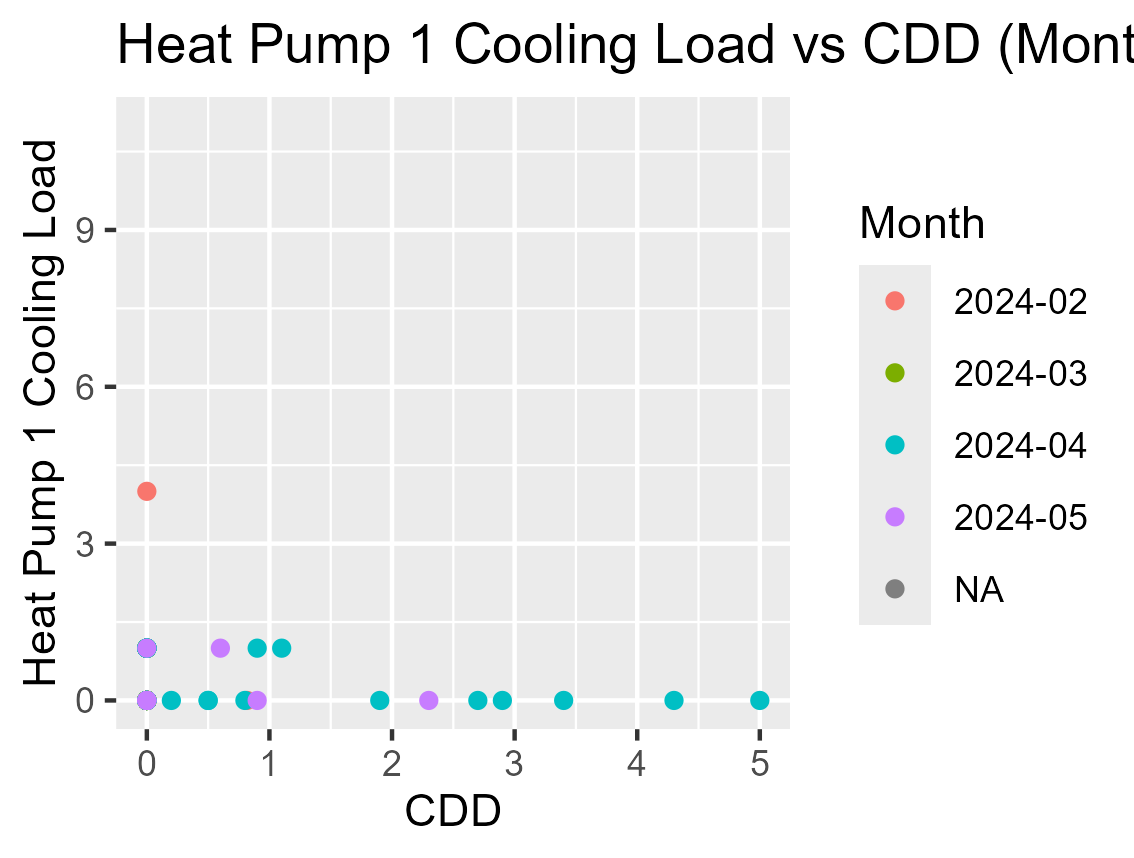 Heat Pump 1 Cooling Load vs CDD (Mont
Heat Pump 1 Cooling Load
9
6
3
0
0 1 2 3 4 5
CDD
Month
2024-02
2024-03
2024-04
2024-05
NA